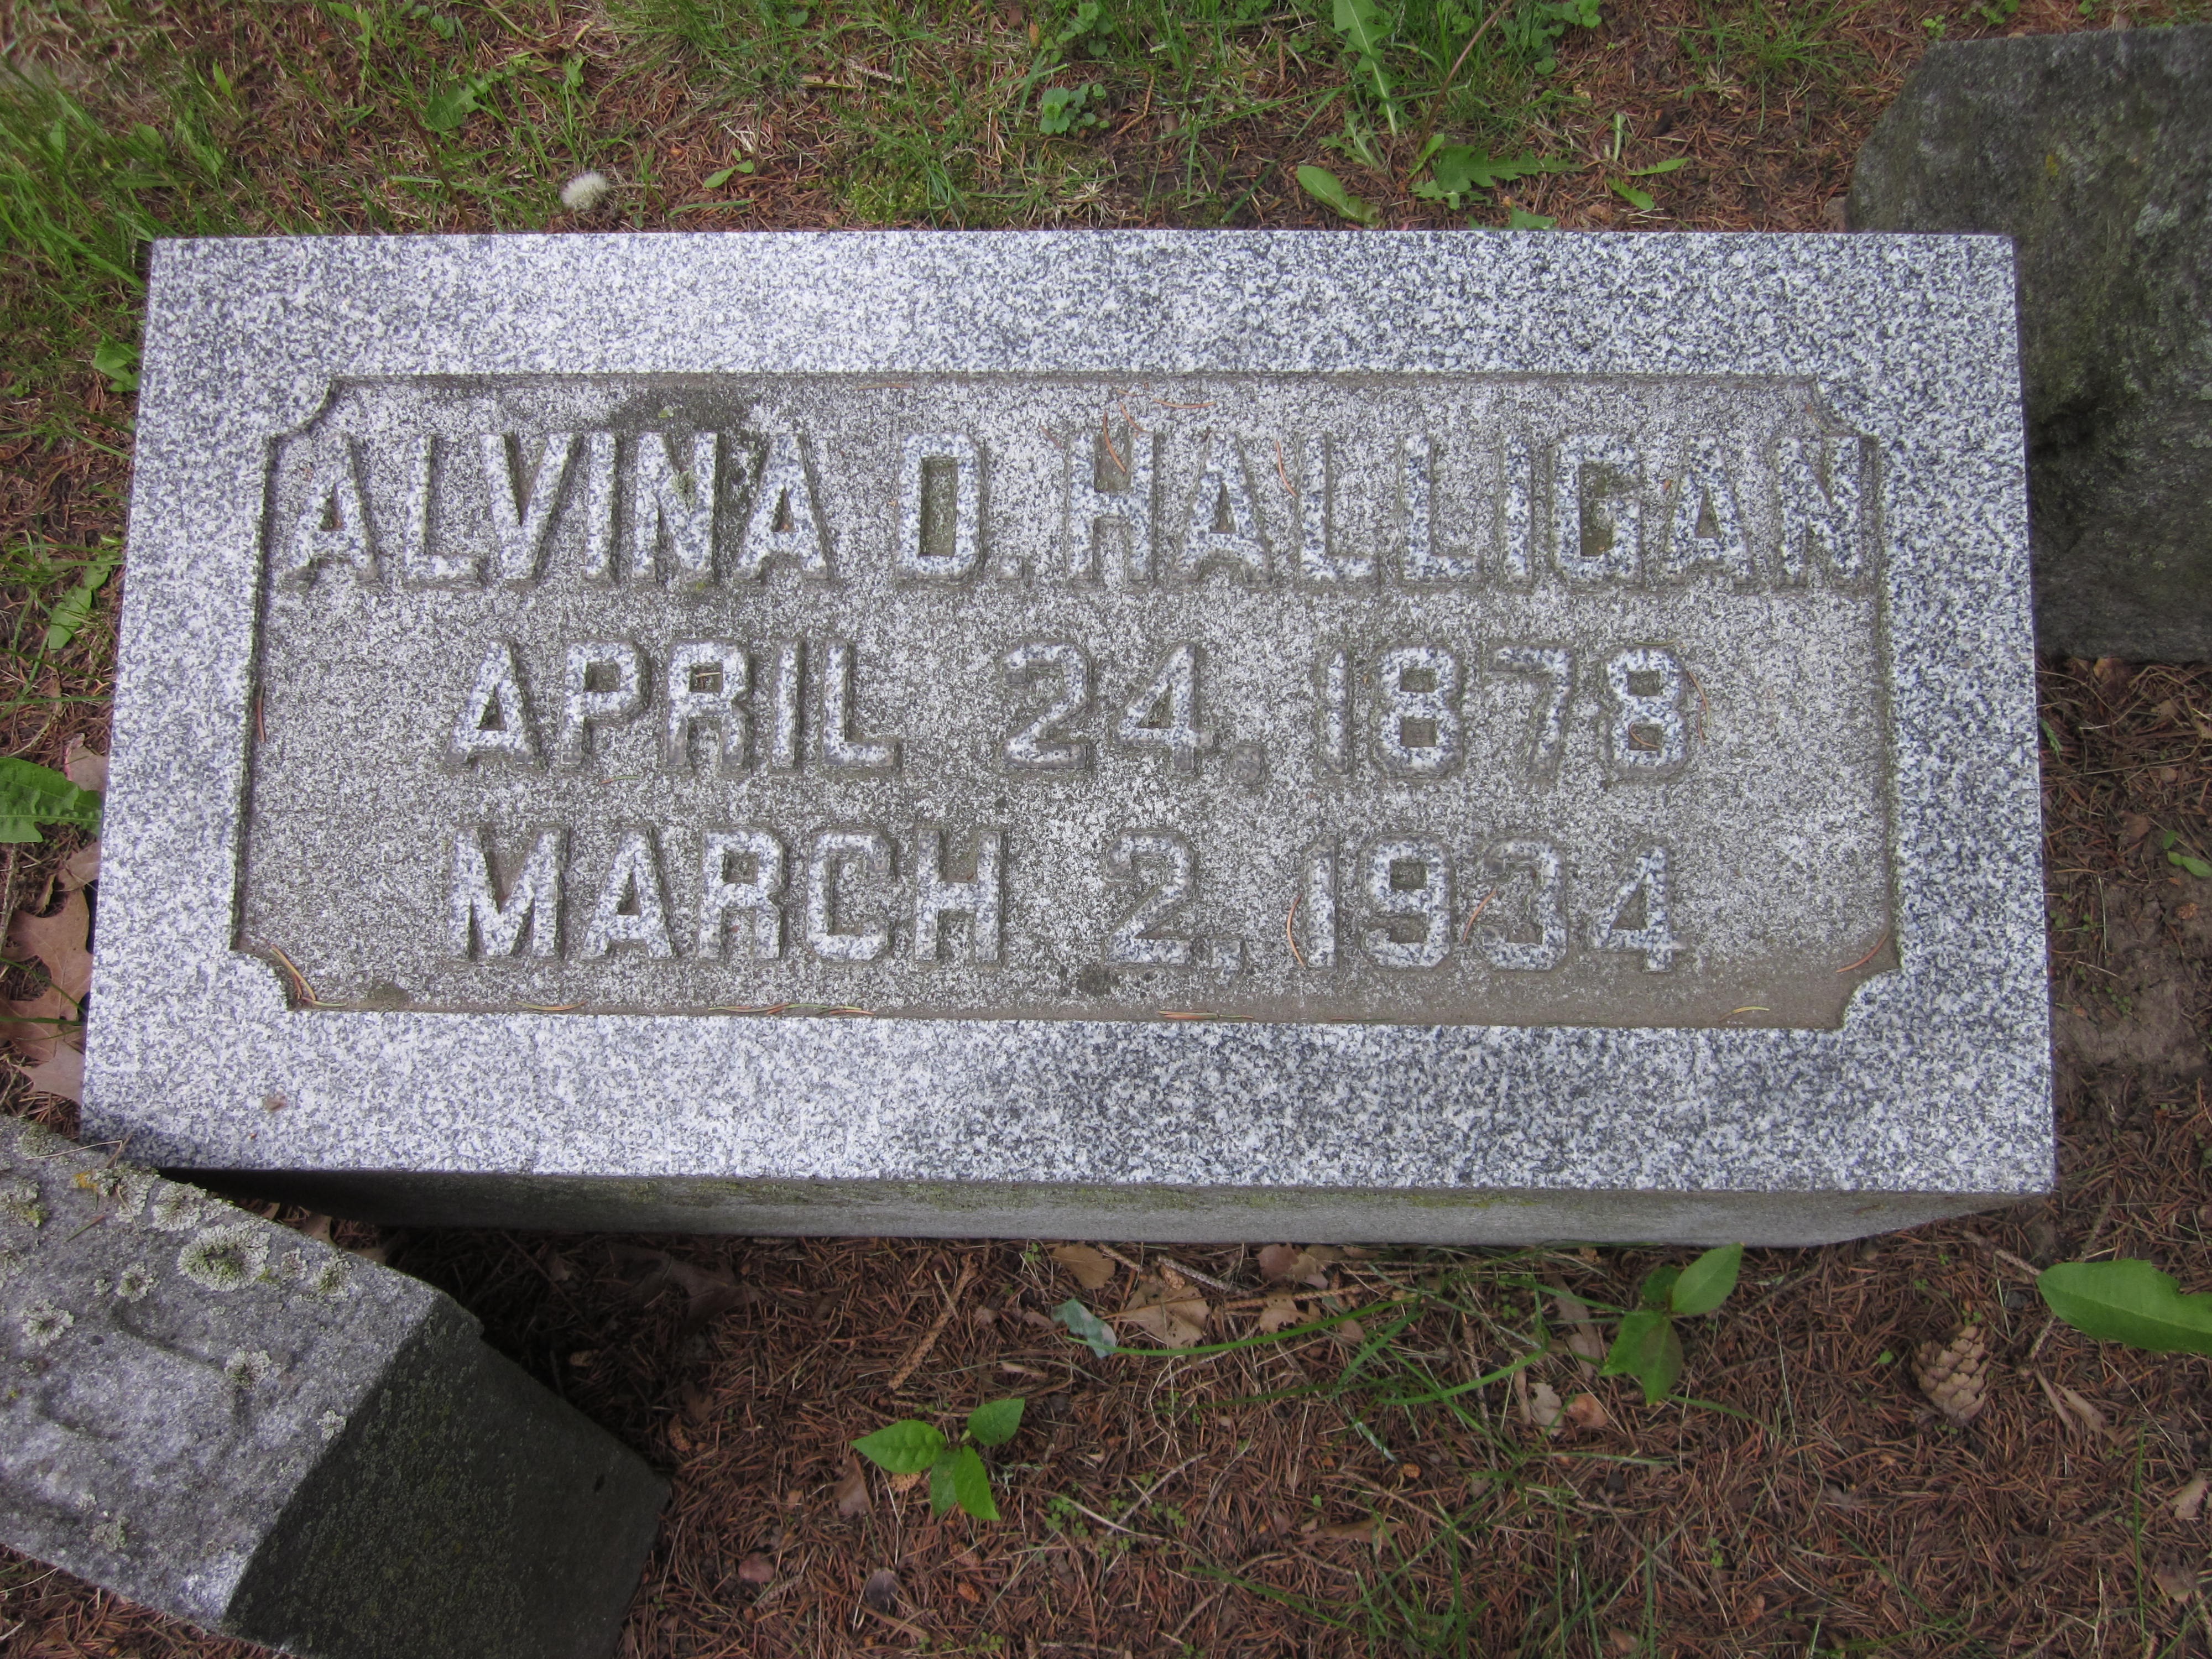 ALVINA D. HALLIGAN
APRIL 24, 1878
MARCH 2, 1934